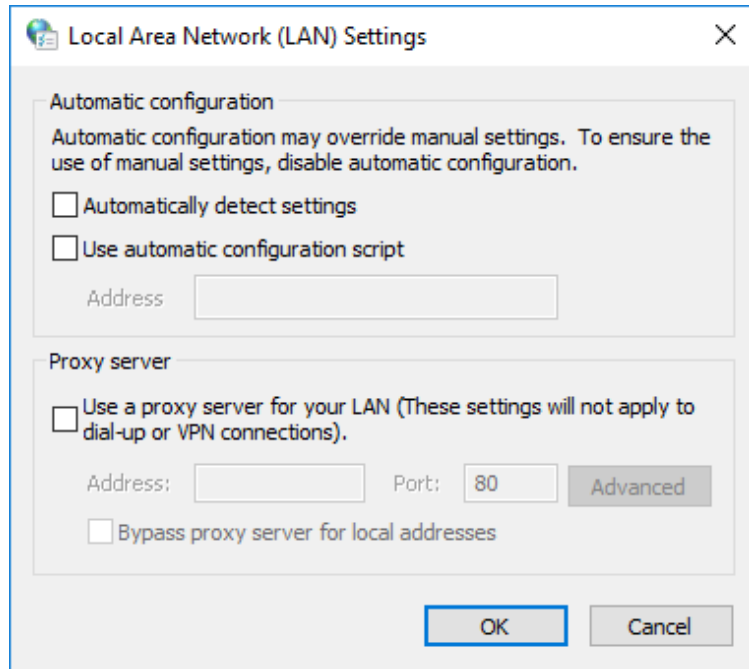 Local Area Network (LAN) Settings
Automatic configuration
Automatic configuration may override manual settings.  To ensure the
use of manual settings, disable automatic configuration.
Automatically detect settings
Use automatic configuration script
Address
Proxy server
Use a proxy server for your LAN (These settings will not apply to
dial-up or VPN connections).
Address: Port: 80 Advanced
Bypass proxy server for local addresses
OK Cancel